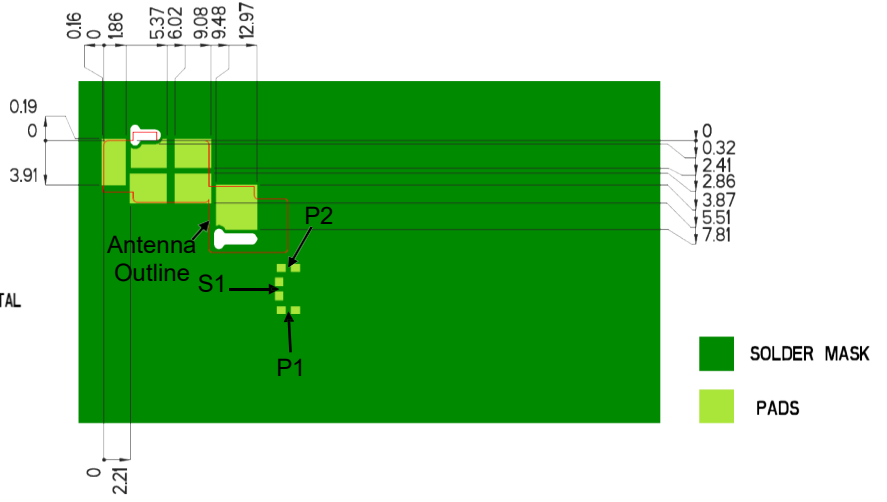 0.16
0
1.86
5.37
6.02
9.08
9.48
12.97
0.19
0
3.91
0
0.32
2.41
2.86
3.87
5.51
7.81
P2
Antenna
Outline
S1
TAL
P1
SOLDER MASK
PADS
0
2.21